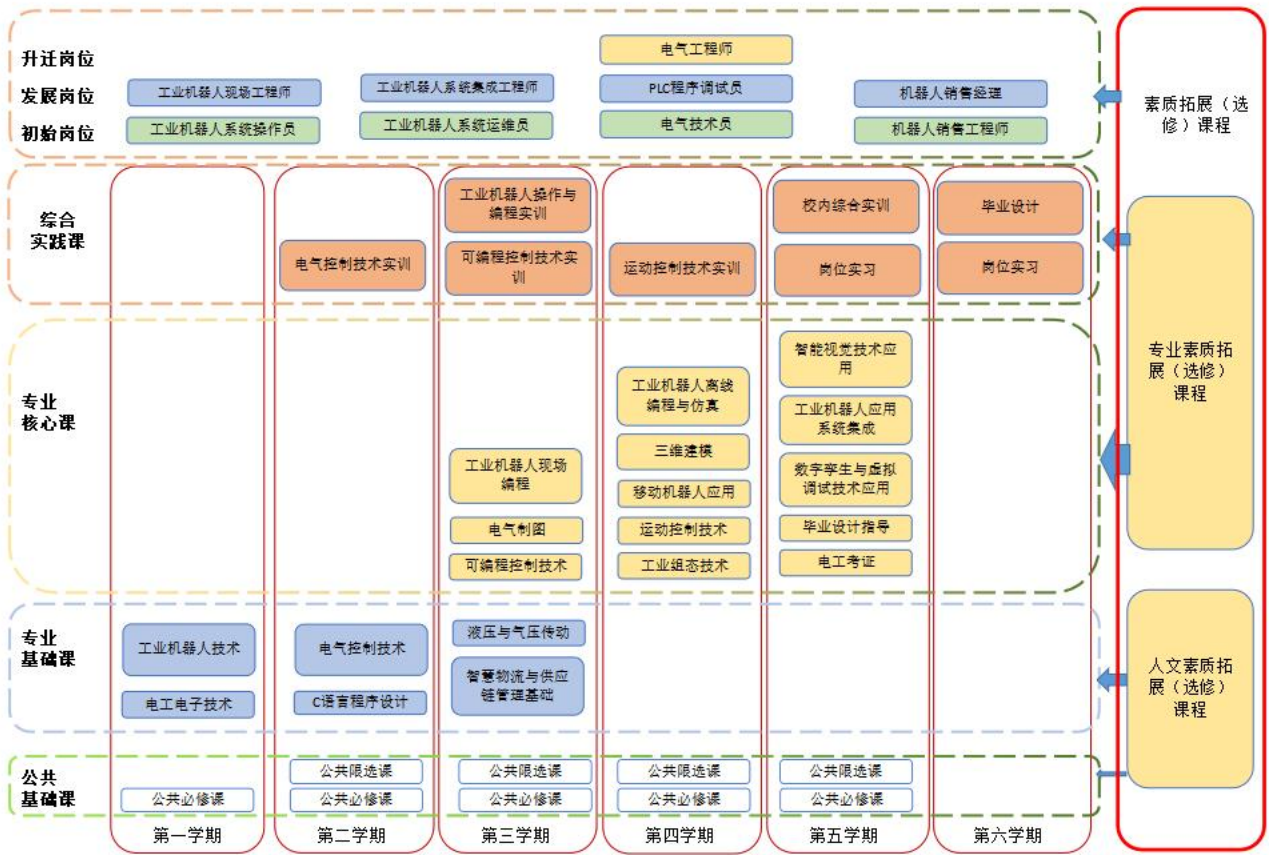 升迁岗位
电气工程师
发展岗位
工业机器人现场工程师
工业机器人系统集成工程师
PLC程序调试员
机器人销售经理
初始岗位
工业机器人系统操作员
工业机器人系统运维员
电气技术员
机器人销售工程师
素质拓展（选
修）课程
综合
实践课
电气控制技术实训
工业机器人操作与
编程实训
可编程控制技术实
训
运动控制技术实训
校内综合实训
岗位实习
毕业设计
岗位实习
专业
核心课
工业机器人现场
编程
电气制图
可编程控制技术
工业机器人离线
编程与仿真
三维建模
移动机器人应用
运动控制技术
工业组态技术
智能视觉技术应
用
工业机器人应用
系统集成
数字孪生与虚拟
调试技术应用
毕业设计指导
电工考证
专业素质拓
展（选修）
课程
专业
基础课
工业机器人技术
电工电子技术
电气控制技术
C语言程序设计
液压与气压传动
智慧物流与供应
链管理基础
人文素质拓
展（选修）
课程
公共
基础课
公共必修课
公共限选课
公共必修课
公共限选课
公共必修课
公共限选课
公共必修课
公共限选课
公共必修课
第一学期
第二学期
第三学期
第四学期
第五学期
第六学期